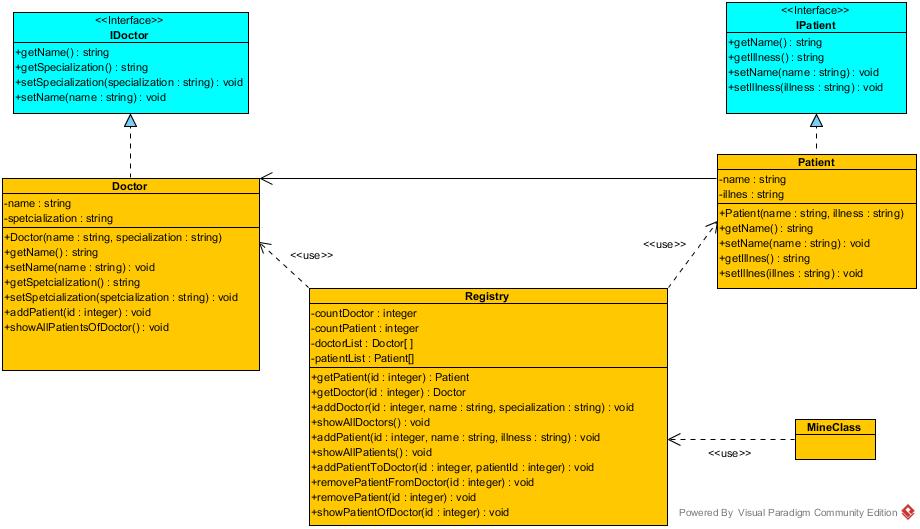 <<Interface>>
IDoctor
+getName() : string
+getSpecialization() : string
+setSpecialization(specialization : string) : void
+setName(name : string) : void
<<Interface>>
IPatient
+getName() : string
+getIllness() : string
+setName(name : string) : void
+setIllness(illness : string) : void
Doctor
-name : string
-spetcialization : string
+Doctor(name : string, specialization : string)
+getName() : string
+setName(name : string) : void
+getSpetcialization() : string
+setSpetcialization(spetcialization : string) : void
+addPatient(id : integer) : void
+showAllPatientsOfDoctor() : void
Patient
-name : string
-illnes : string
+Patient(name : string, illness : string)
+getName() : string
+setName(name : string) : void
+getIllnes() : string
+setIllnes(illnes : string) : void
<<use>>
<<use>>
Registry
-countDoctor : integer
-countPatient : integer
-doctorList : Doctor[ ]
-patientList : Patient[]
+getPatient(id : integer) : Patient
+getDoctor(id : integer) : Doctor
+addDoctor(id : integer, name : string, specialization : string) : void
+showAllDoctors() : void
+addPatient(id : integer, name : string, illness : string) : void
+showAllPatients() : void
+addPatientToDoctor(id : integer, patientId : integer) : void
+removePatientFromDoctor(id : integer) : void
+removePatient(id : integer) : void
+showPatientOfDoctor(id : integer) : void
MineClass
<<use>>
Powered By Visual Paradigm Community Edition